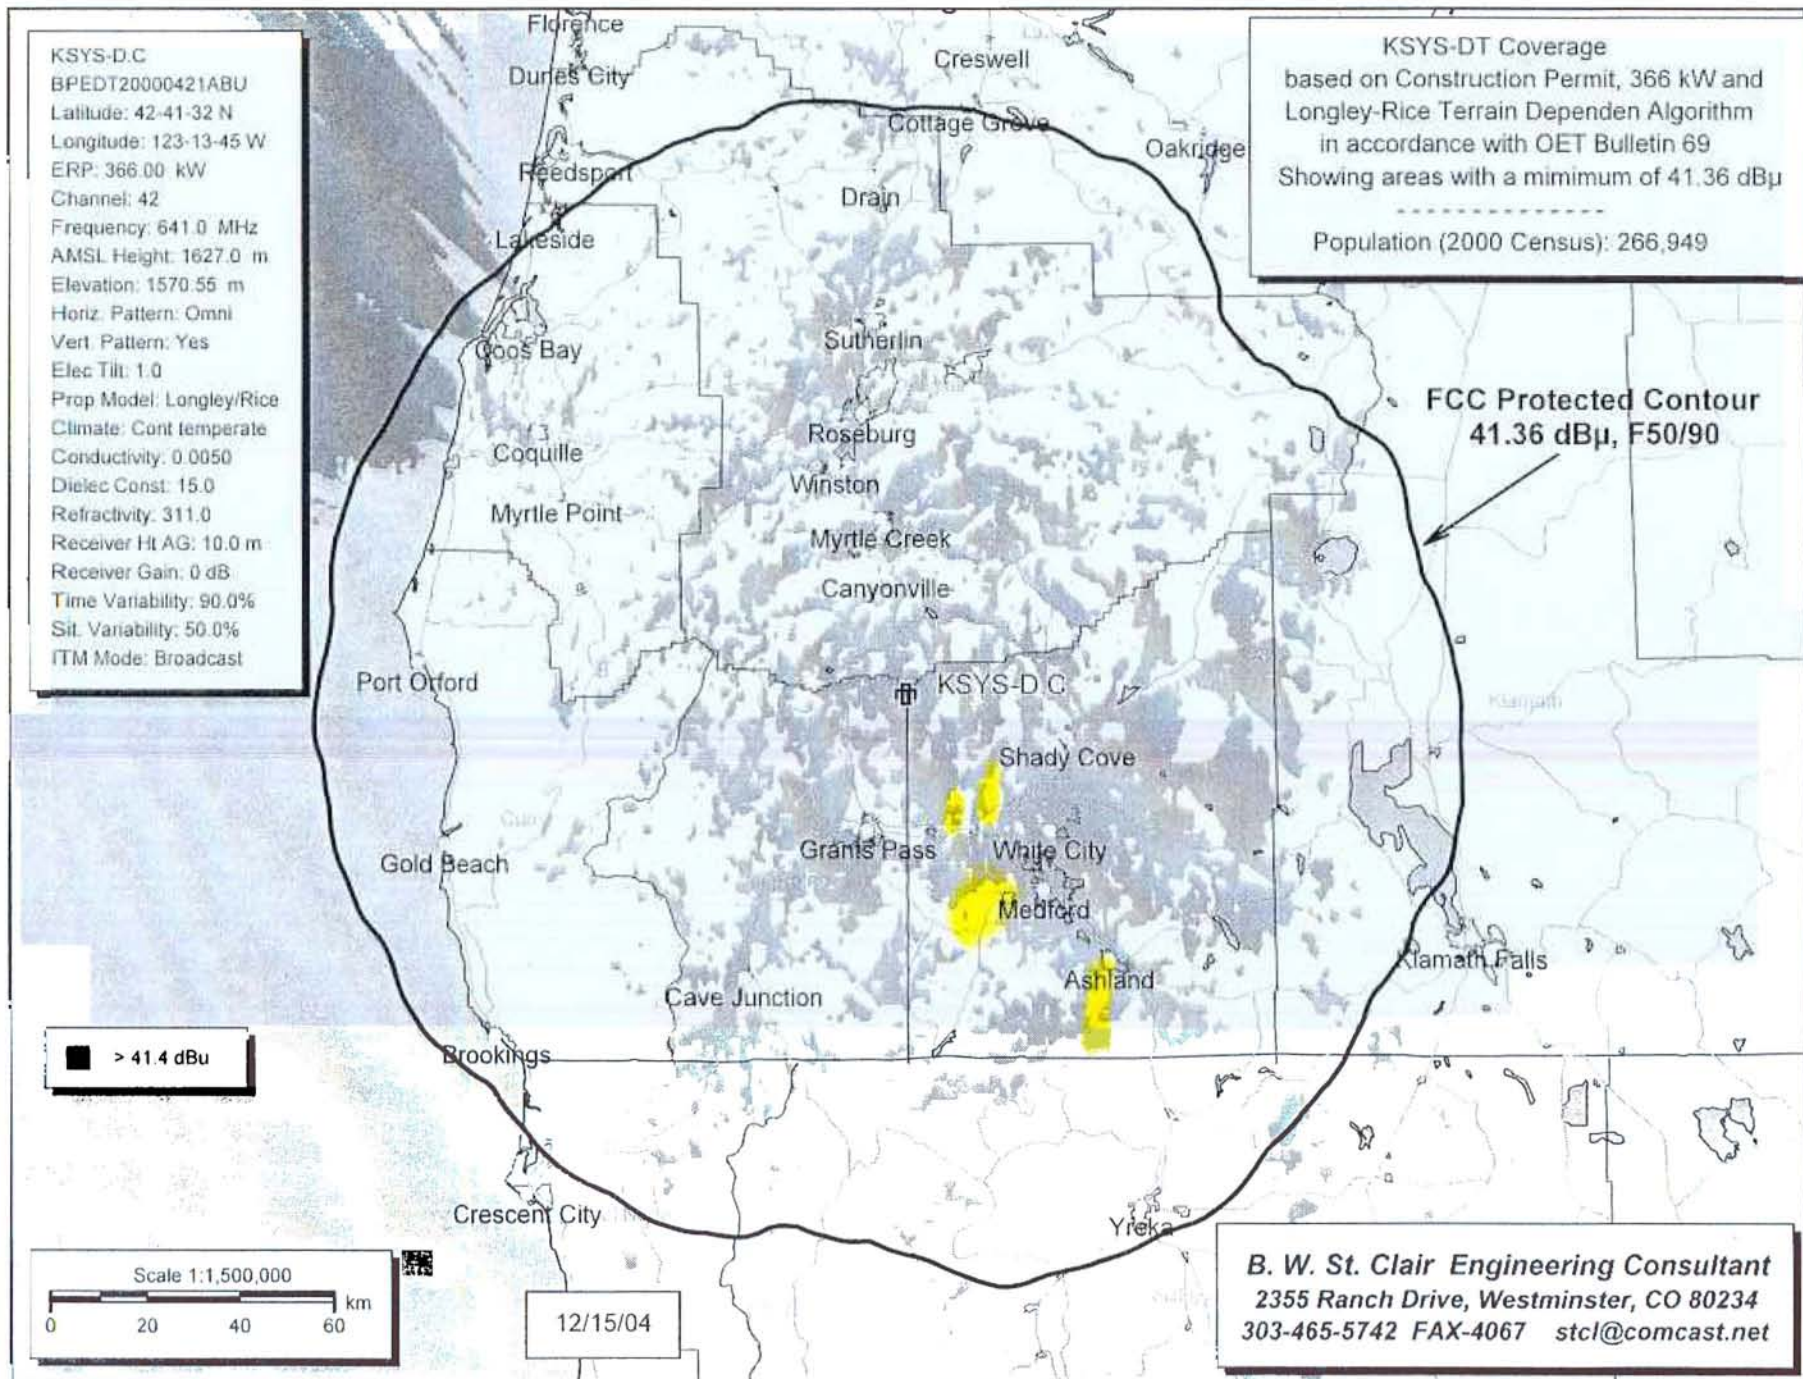 KSYS-D.C
BPEDT20000421ABU
Latitude: 42-41-32 N
Longitude: 123-13-45 W
ERP: 366.00 kW
Channel: 42
Frequency: 641.0 MHz
AMSL Height: 1627.0 m
Elevation: 1570.55 m
Horiz. Pattern: Omni
Vert. Pattern: Yes
Elec Tilt: 1.0
Prop Model: Longley/Rice
Climate: Cont temperate
Conductivity: 0.0050
Dielec Const: 15.0
Refractivity: 311.0
Receiver Ht AG: 10.0 m
Receiver Gain: 0 dB
Time Variability: 90.0%
Sit. Variability: 50.0%
ITM Mode: Broadcast
KSYS-DT Coverage
based on Construction Permit, 366 kW and
Longley-Rice Terrain Dependen Algorithm
in accordance with OET Bulletin 69
Showing areas with a mimimum of 41.36 dBµ
- - - - - - - - - - - - - -
Population (2000 Census): 266,949
Florence
Dunes City
Creswell
Cottage Grove
Oakridge
Reedsport
Drain
Lakeside
Sutherlin
Coos Bay
FCC Protected Contour
41.36 dBµ, F50/90
Roseburg
Coquille
Winston
Myrtle Point
Myrtle Creek
Canyonville
Port Orford
KSYS-D.C
Klamath
Shady Cove
Gold Beach
Grants Pass
White City
Medford
Klamath Falls
Ashland
Cave Junction
Brookings
> 41.4 dBu
Crescent City
Yreka
Scale 1:1,500,000
km
0 20 40 60
12/15/04
B. W. St. Clair Engineering Consultant
2355 Ranch Drive, Westminster, CO 80234
303-465-5742 FAX-4067 stcl@comcast.net